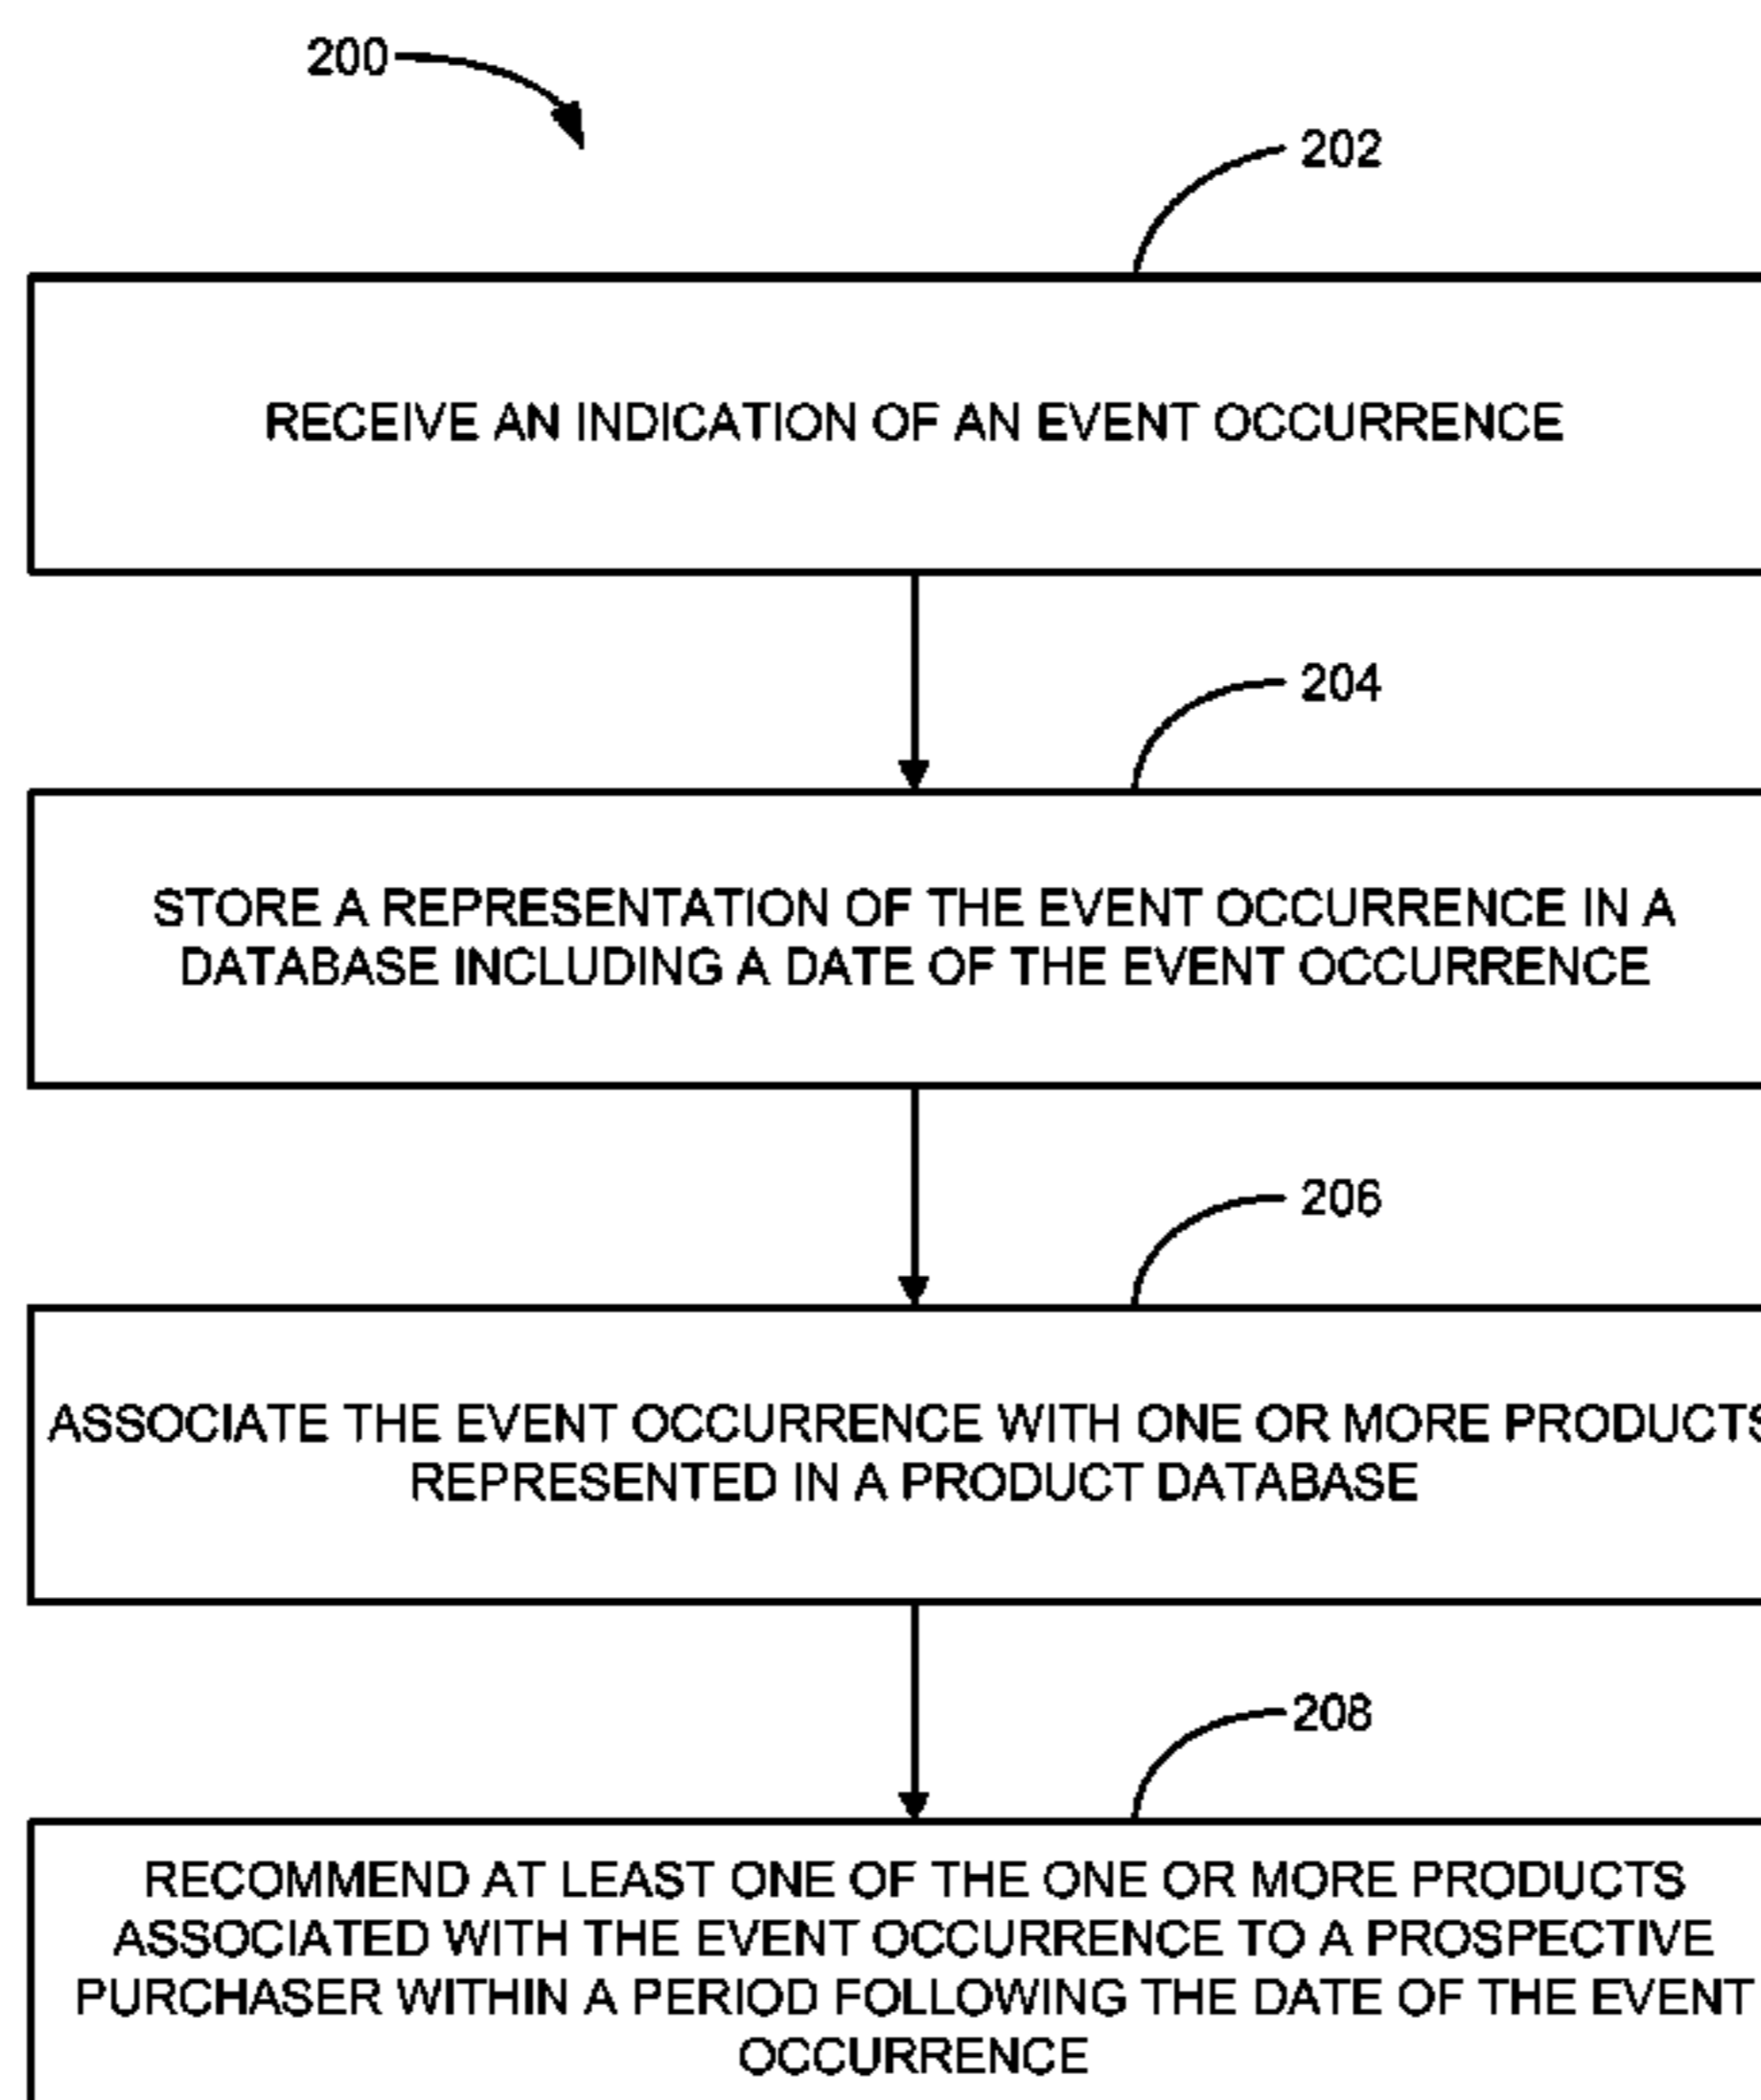 200
202
RECEIVE AN INDICATION OF AN EVENT OCCURRENCE
204
STORE A REPRESENTATION OF THE EVENT OCCURRENCE IN A
DATABASE INCLUDING A DATE OF THE EVENT OCCURRENCE
206
ASSOCIATE THE EVENT OCCURRENCE WITH ONE OR MORE PRODUCTS
REPRESENTED IN A PRODUCT DATABASE
208
RECOMMEND AT LEAST ONE OF THE ONE OR MORE PRODUCTS
ASSOCIATED WITH THE EVENT OCCURRENCE TO A PROSPECTIVE
PURCHASER WITHIN A PERIOD FOLLOWING THE DATE OF THE EVENT
OCCURRENCE